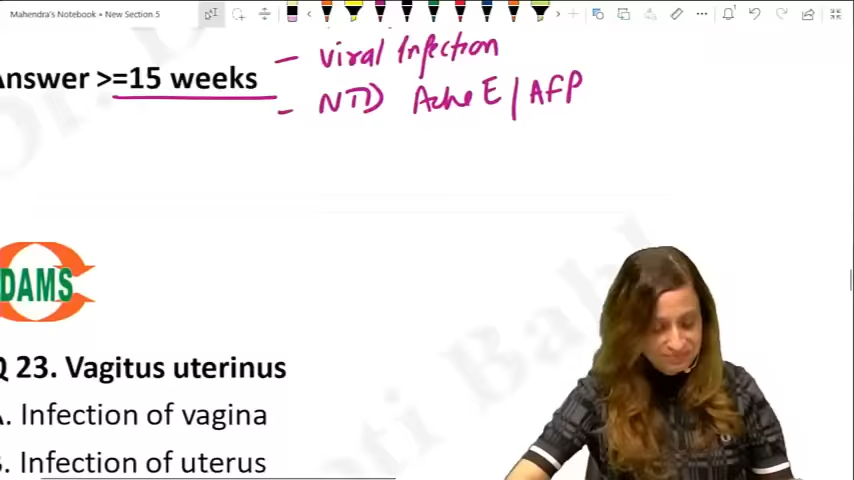 Mahendra's Notebook • New Section 5
- Viral Infection
Answer >=15 weeks
- NTD AchE / AFP
DAMS
Q 23. Vagitus uterinus
A. Infection of vagina
B. Infection of uterus